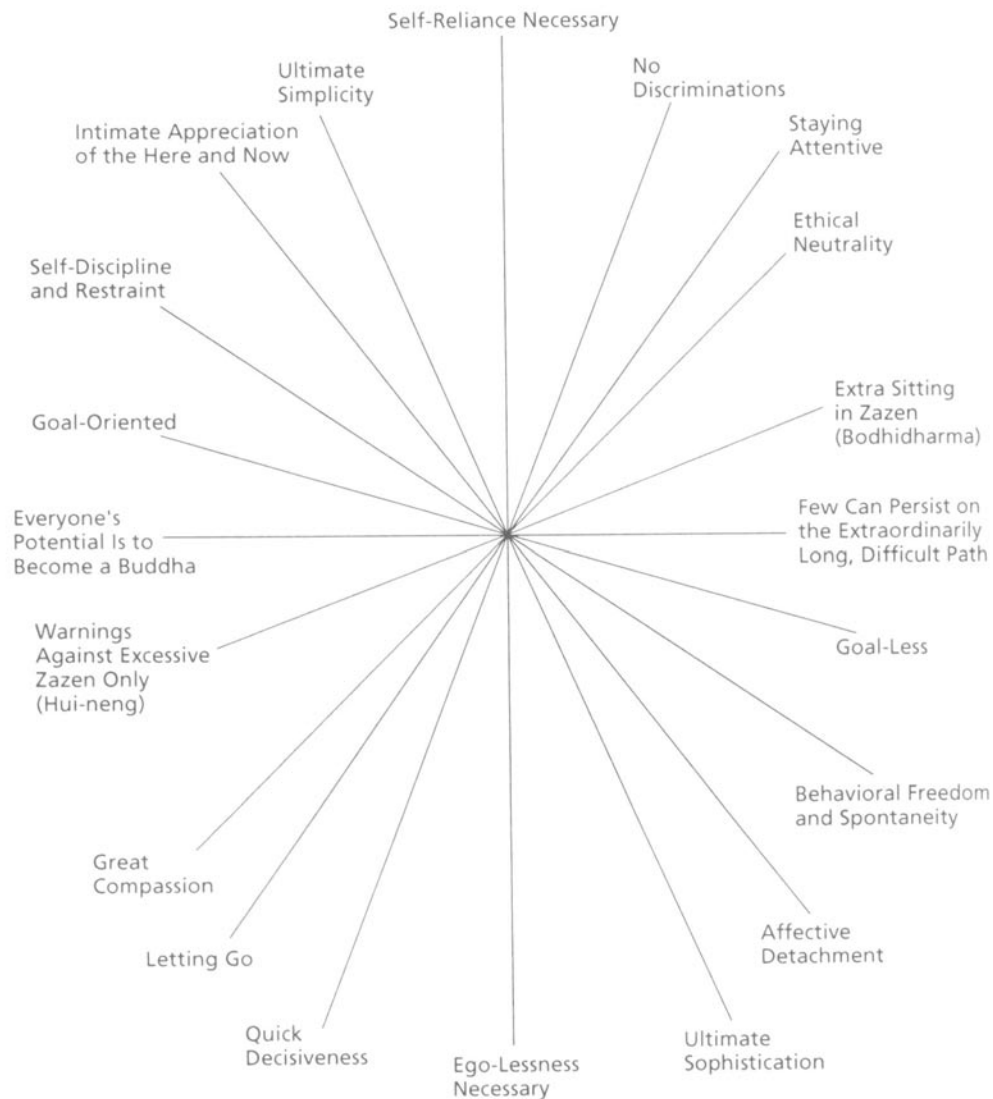 Self-Reliance Necessary
Ultimate
Simplicity
No
Discriminations
Intimate Appreciation
of the Here and Now
Staying
Attentive
Ethical
Neutrality
Self-Discipline
and Restraint
Extra Sitting
in Zazen
(Bodhidharma)
Goal-Oriented
Everyone's
Potential Is to
Become a Buddha
Few Can Persist on
the Extraordinarily
Long, Difficult Path
Warnings
Against Excessive
Zazen Only
(Hui-neng)
Goal-Less
Behavioral Freedom
and Spontaneity
Great
Compassion
Affective
Detachment
Letting Go
Quick
Decisiveness
Ego-Lessness
Necessary
Ultimate
Sophistication